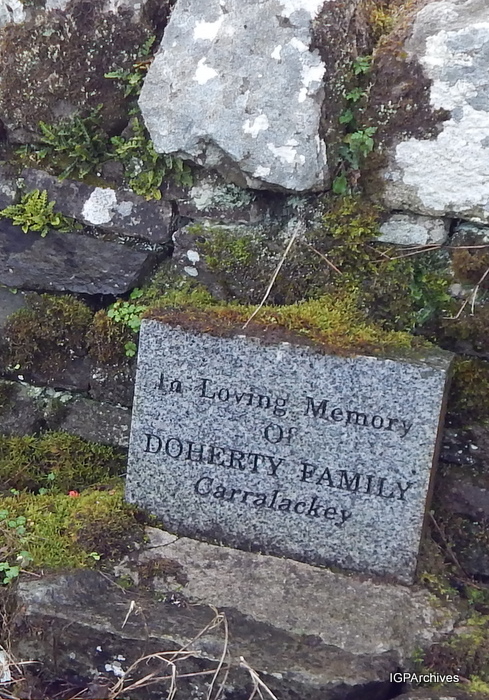 In Loving Memory
Of
DOHERTY FAMILY
Carralackey
IGPArchives